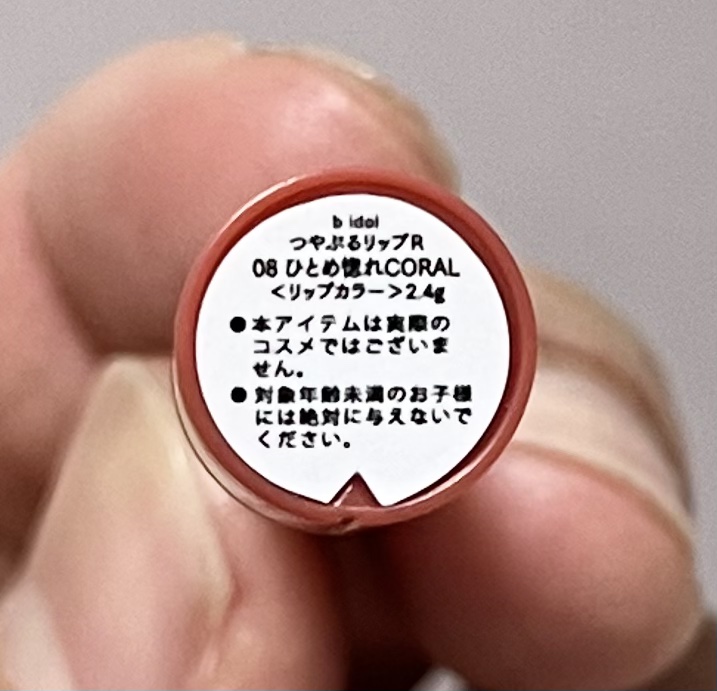 b idol
つやぷるリップR
08 ひとめ惚れCORAL
<リップカラー>2.4g
●本アイテムは実際の
コスメではございま
せん。
●対象年齢未満のお子様
には絶対に与えないで
ください。